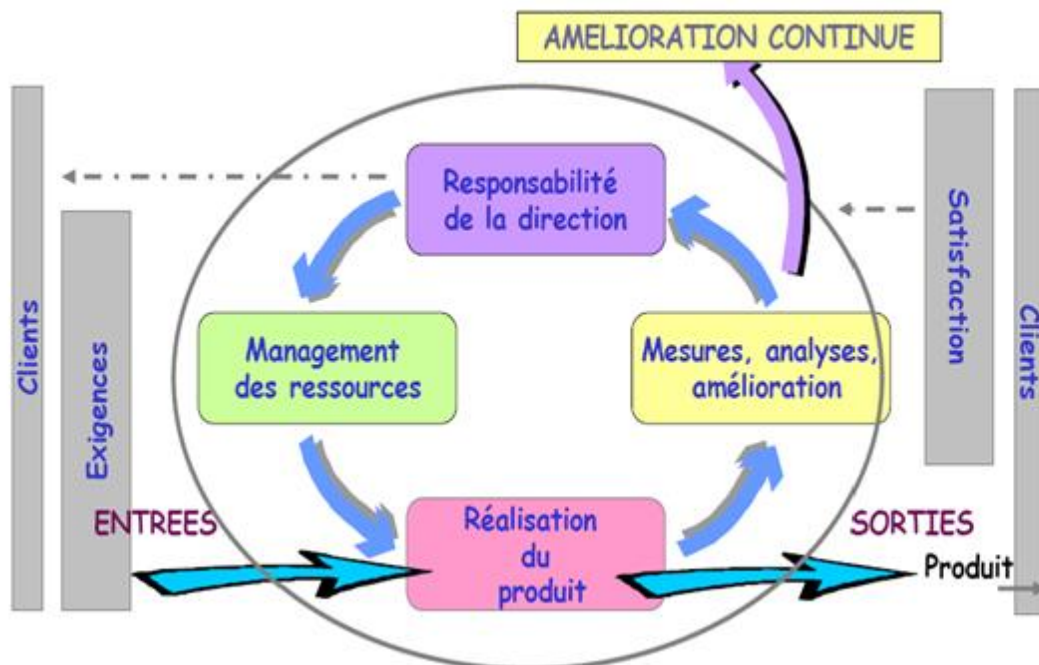 AMELIORATION CONTINUE
Clients
Exigences
Responsabilité
de la direction
Management
des ressources
Mesures, analyses,
amélioration
Satisfaction
Clients
ENTREES
Réalisation
du
produit
SORTIES
Produit